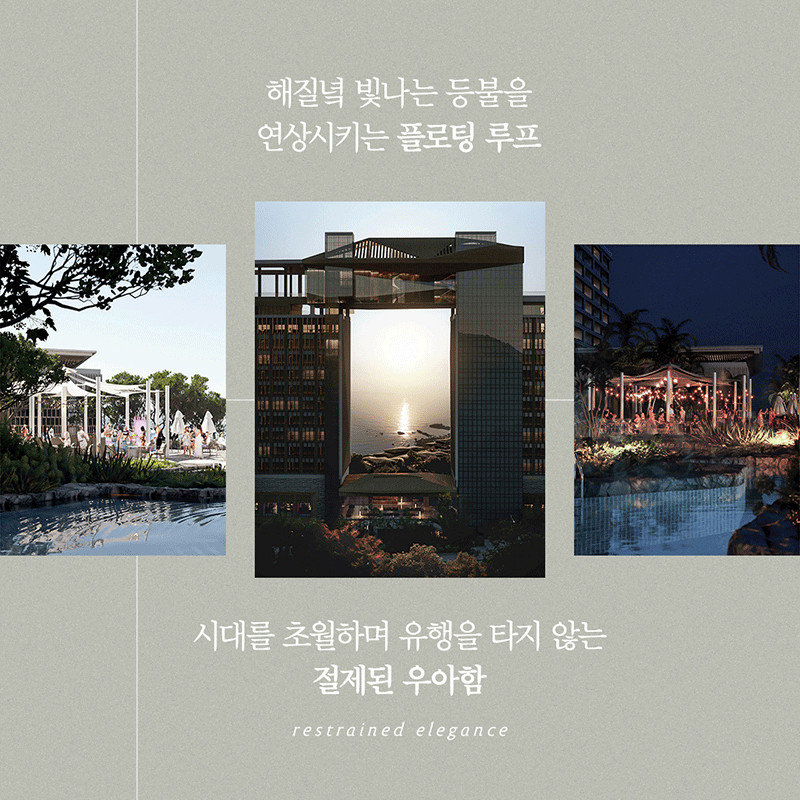 해질녘 빛나는 등불을
연상시키는 플로팅 루프
시대를 초월하며 유행을 타지 않는
절제된 우아함
restrained elegance